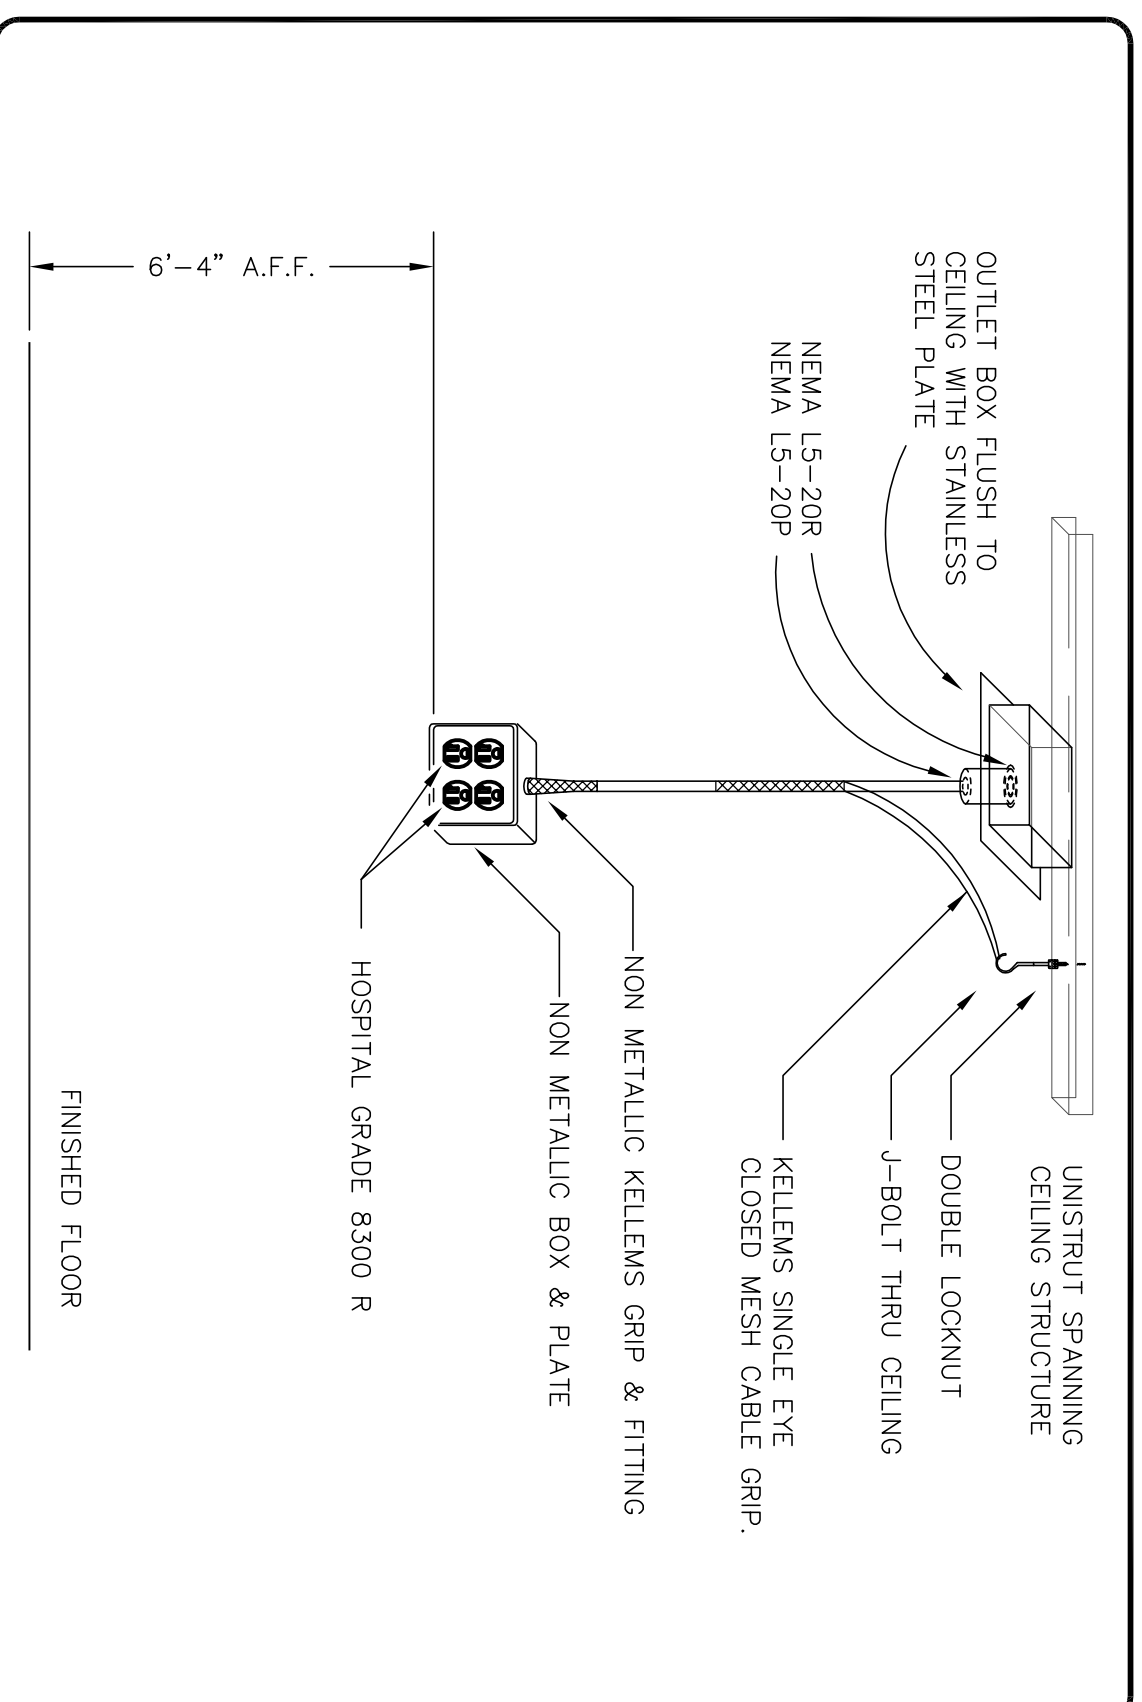 OUTLET BOX FLUSH TO
CEILING WITH STAINLESS
STEEL PLATE
NEMA L5-20R
NEMA L5-20P
6'-4" A.F.F.
UNISTRUT SPANNING
CEILING STRUCTURE
DOUBLE LOCKNUT
J-BOLT THRU CEILING
KELLEMS SINGLE EYE
CLOSED MESH CABLE GRIP.
NON METALLIC KELLEMS GRIP & FITTING
NON METALLIC BOX & PLATE
HOSPITAL GRADE 8300 R
FINISHED FLOOR